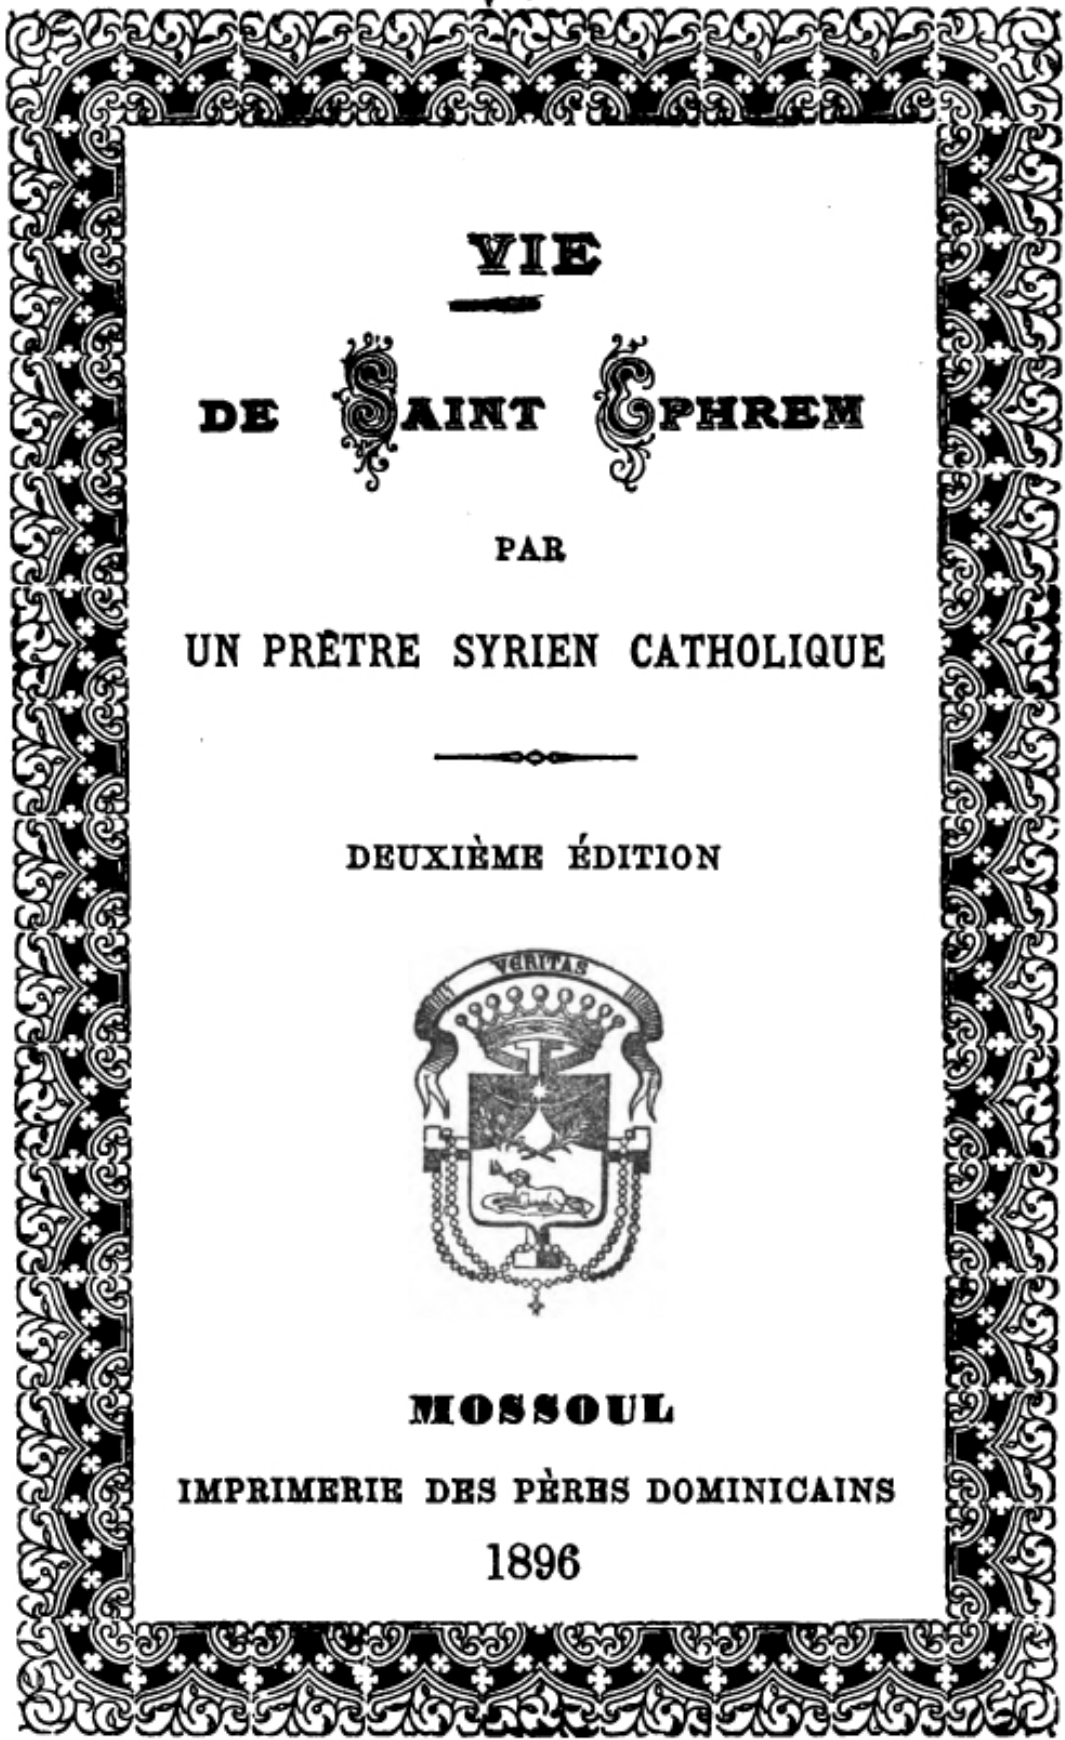 VIE
DE SAINT EPHREM
PAR
UN PRÊTRE SYRIEN CATHOLIQUE
DEUXIÈME ÉDITION
VERITAS
MOSSOUL
IMPRIMERIE DES PÈRES DOMINICAINS
1896